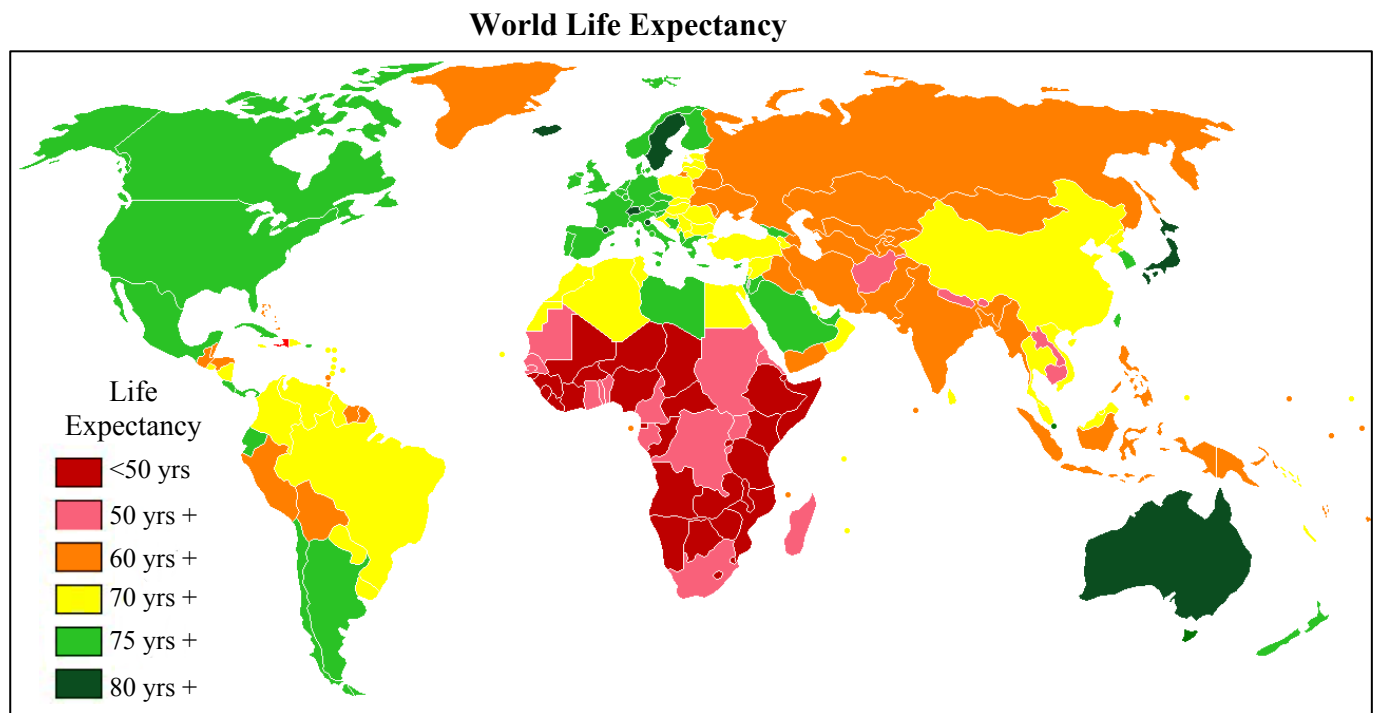 World Life Expectancy
Life
Expectancy
<50 yrs
50 yrs +
60 yrs +
70 yrs +
75 yrs +
80 yrs +